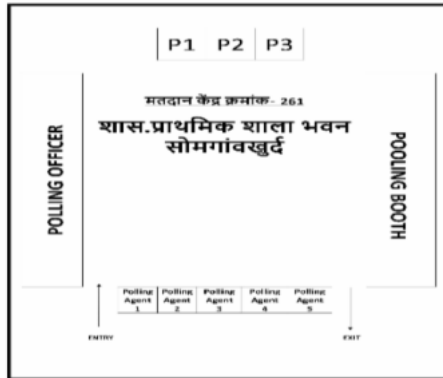 P1 P2 P3
मतदान केंद्र क्रमांक- 261
शास.प्राथमिक शाला भवन
सोमगांवखुर्द
POLLING OFFICER
POOLING BOOTH
Polling Agent 1
Polling Agent 2
Polling Agent 3
Polling Agent 4
Polling Agent 5
ENTRY
EXIT